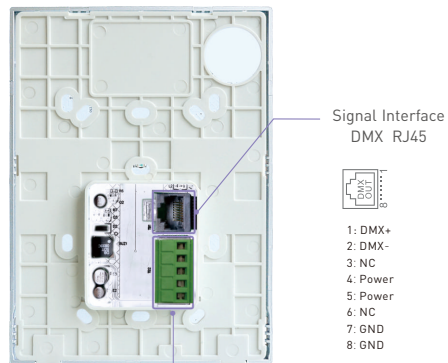 Signal Interface
DMX RJ45
DMX
OUT
8 1
1: DMX+
2: DMX-
3: NC
4: Power
5: Power
6: NC
7: GND
8: GND